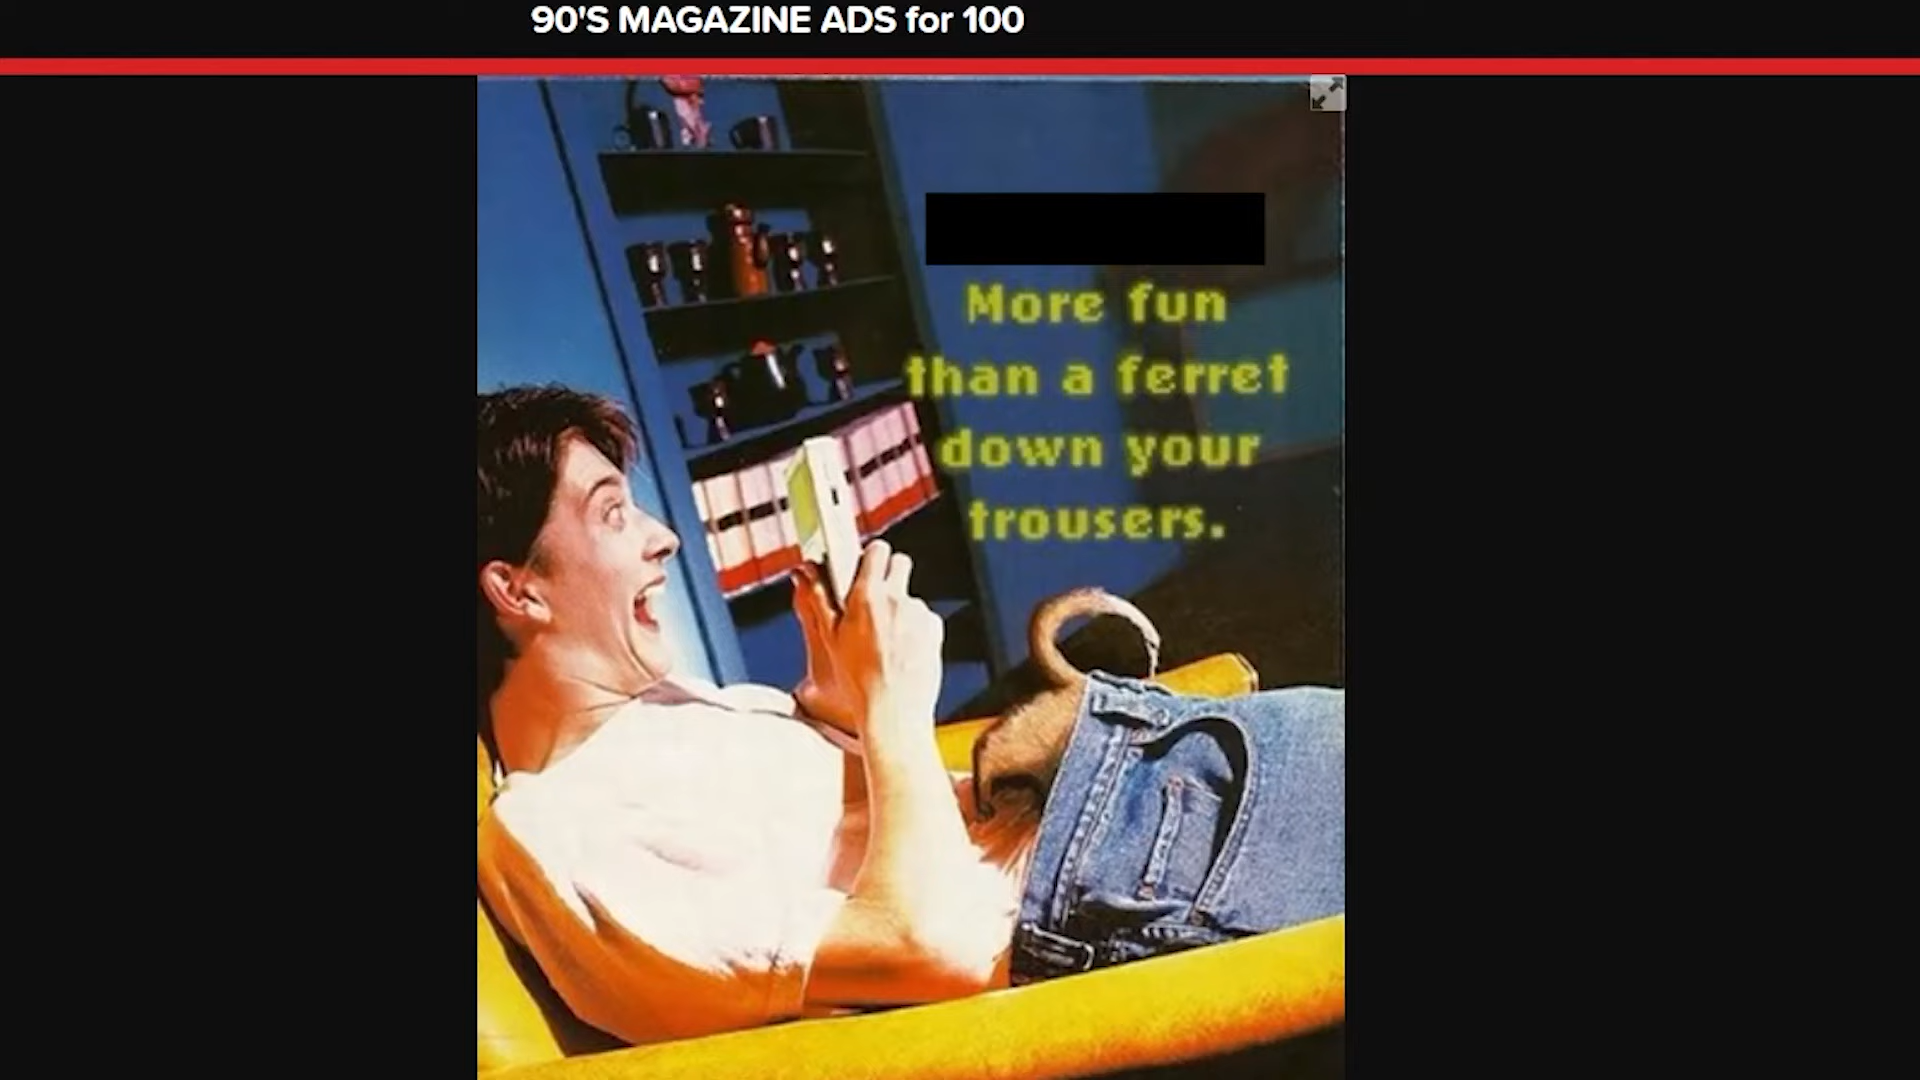 90'S MAGAZINE ADS for 100
More fun
than a ferret
down your
trousers.